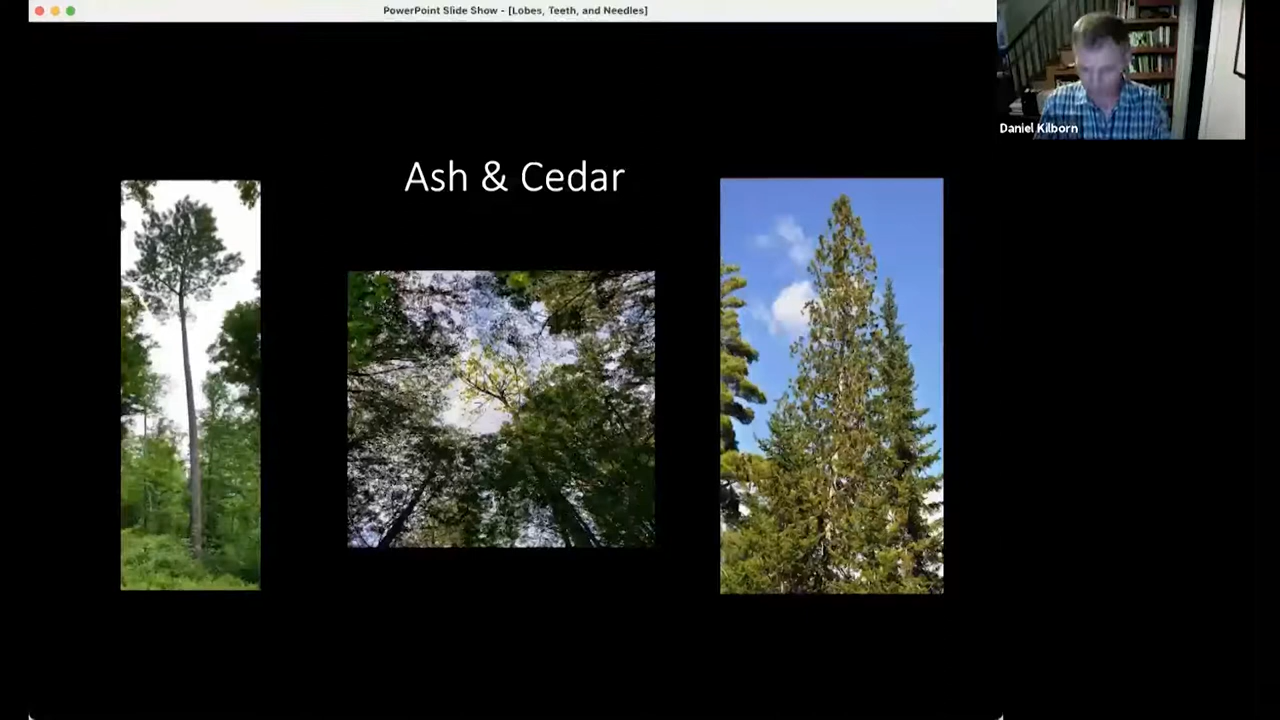 PowerPoint Slide Show - [Lobes, Teeth, and Needles]
Daniel Kilborn
Ash & Cedar